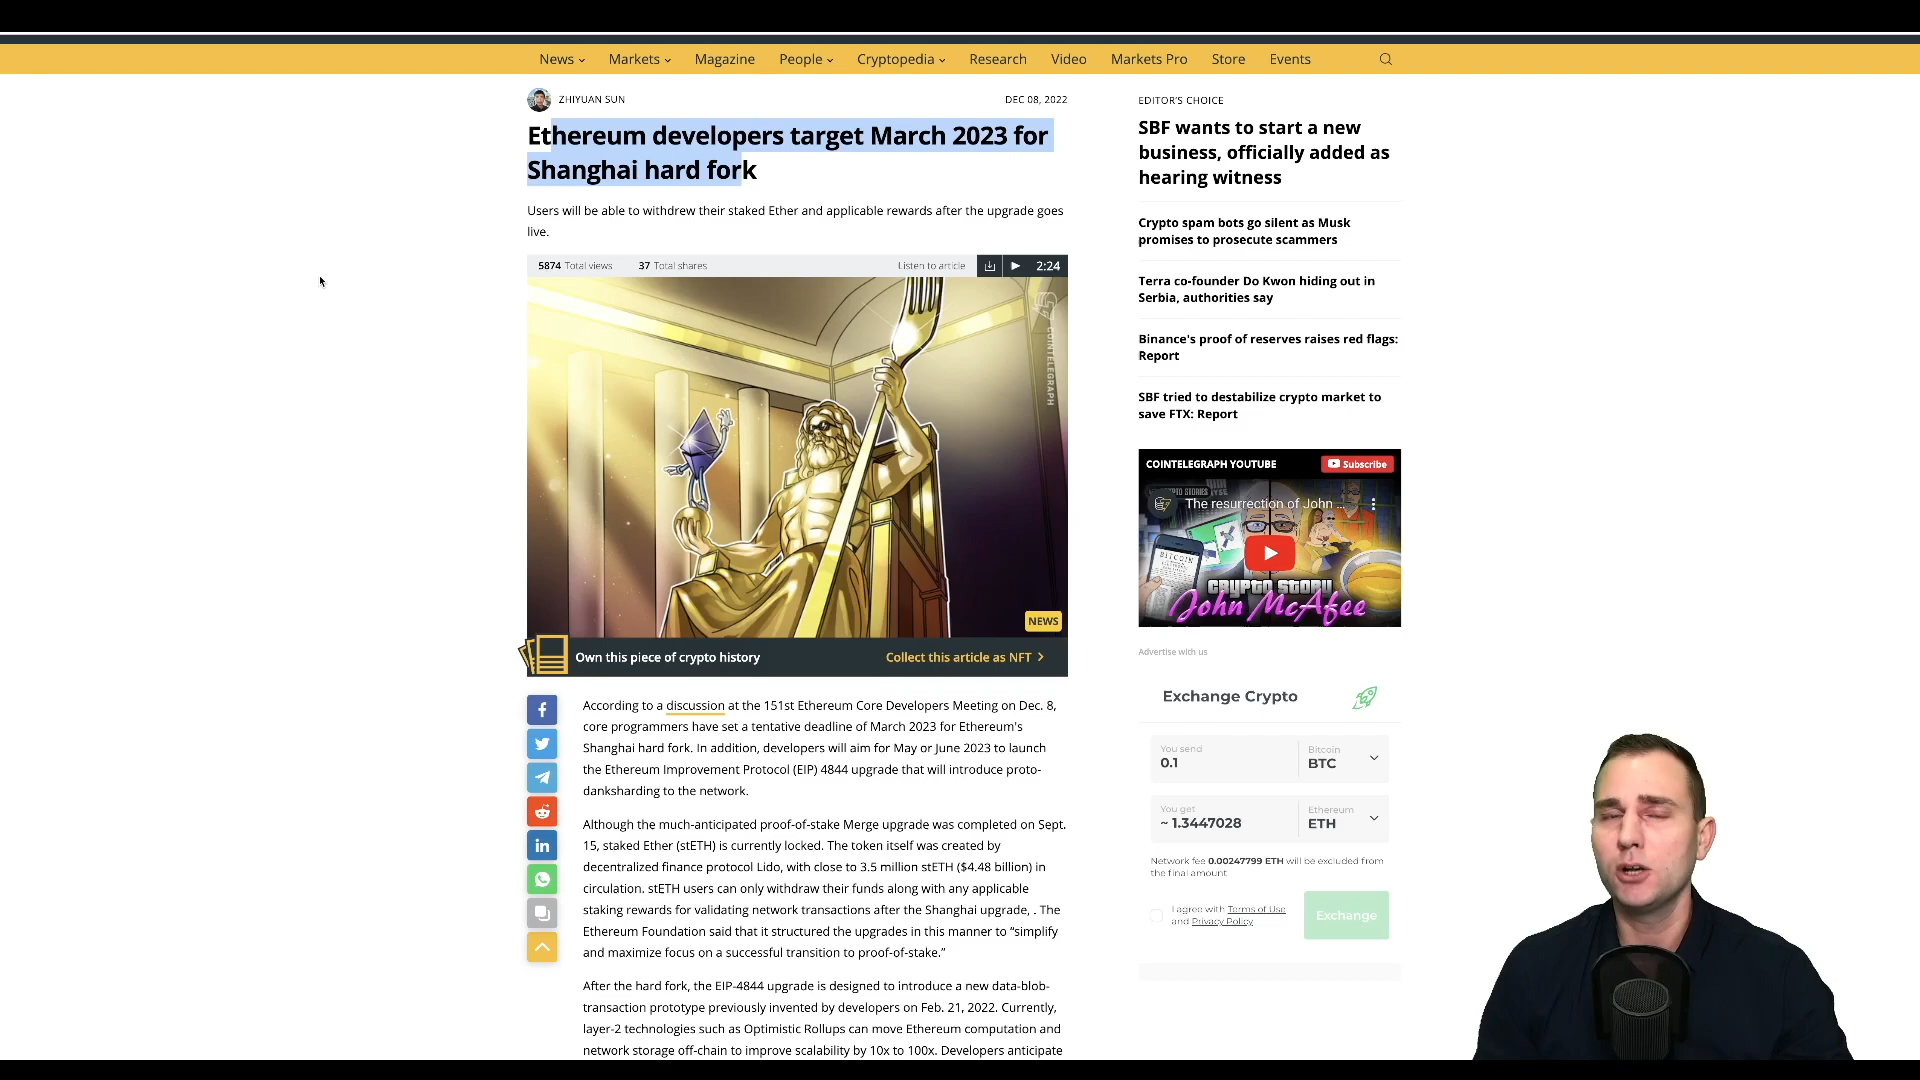 News Markets Magazine People Cryptopedia Research Video Markets Pro Store Events
ZHIYUAN SUN
DEC 08, 2022
Ethereum developers target March 2023 for
Shanghai hard fork
Users will be able to withdrew their staked Ether and applicable rewards after the upgrade goes
live.
5874 Total views 37 Total shares Listen to article 2:24
COINTELEGRAPH
NEWS
Own this piece of crypto history Collect this article as NFT >
According to a discussion at the 151st Ethereum Core Developers Meeting on Dec. 8,
core programmers have set a tentative deadline of March 2023 for Ethereum's
Shanghai hard fork. In addition, developers will aim for May or June 2023 to launch
the Ethereum Improvement Protocol (EIP) 4844 upgrade that will introduce proto-
danksharding to the network.
Although the much-anticipated proof-of-stake Merge upgrade was completed on Sept.
15, staked Ether (stETH) is currently locked. The token itself was created by
decentralized finance protocol Lido, with close to 3.5 million stETH ($4.48 billion) in
circulation. stETH users can only withdraw their funds along with any applicable
staking rewards for validating network transactions after the Shanghai upgrade, . The
Ethereum Foundation said that it structured the upgrades in this manner to “simplify
and maximize focus on a successful transition to proof-of-stake.”
After the hard fork, the EIP-4844 upgrade is designed to introduce a new data-blob-
transaction prototype previously invented by developers on Feb. 21, 2022. Currently,
layer-2 technologies such as Optimistic Rollups can move Ethereum computation and
network storage off-chain to improve scalability by 10x to 100x. Developers anticipate
EDITOR’S CHOICE
SBF wants to start a new
business, officially added as
hearing witness
Crypto spam bots go silent as Musk
promises to prosecute scammers
Terra co-founder Do Kwon hiding out in
Serbia, authorities say
Binance's proof of reserves raises red flags:
Report
SBF tried to destabilize crypto market to
save FTX: Report
COINTELEGRAPH YOUTUBE Subscribe
The resurrection of John ...
BITCOIN
CRYPTO STORY
John McAfee
Advertise with us
Exchange Crypto
You send
0.1
Bitcoin
BTC
You get
~ 1.3447028
Ethereum
ETH
Network fee 0.00247799 ETH will be excluded from
the final amount
I agree with Terms of Use
and Privacy Policy
Exchange